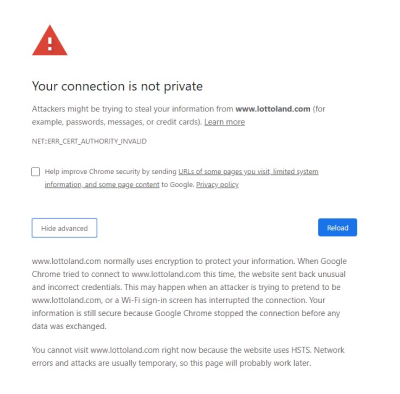 Your connection is not private
Attackers might be trying to steal your information from www.lottoland.com (for
example, passwords, messages, or credit cards). Learn more
NET::ERR_CERT_AUTHORITY_INVALID
Help improve Chrome security by sending URLs of some pages you visit, limited system
information, and some page content to Google. Privacy policy
Hide advanced
Reload
www.lottoland.com normally uses encryption to protect your information. When Google
Chrome tried to connect to www.lottoland.com this time, the website sent back unusual
and incorrect credentials. This may happen when an attacker is trying to pretend to be
www.lottoland.com, or a Wi-Fi sign-in screen has interrupted the connection. Your
information is still secure because Google Chrome stopped the connection before any
data was exchanged.
You cannot visit www.lottoland.com right now because the website uses HSTS. Network
errors and attacks are usually temporary, so this page will probably work later.